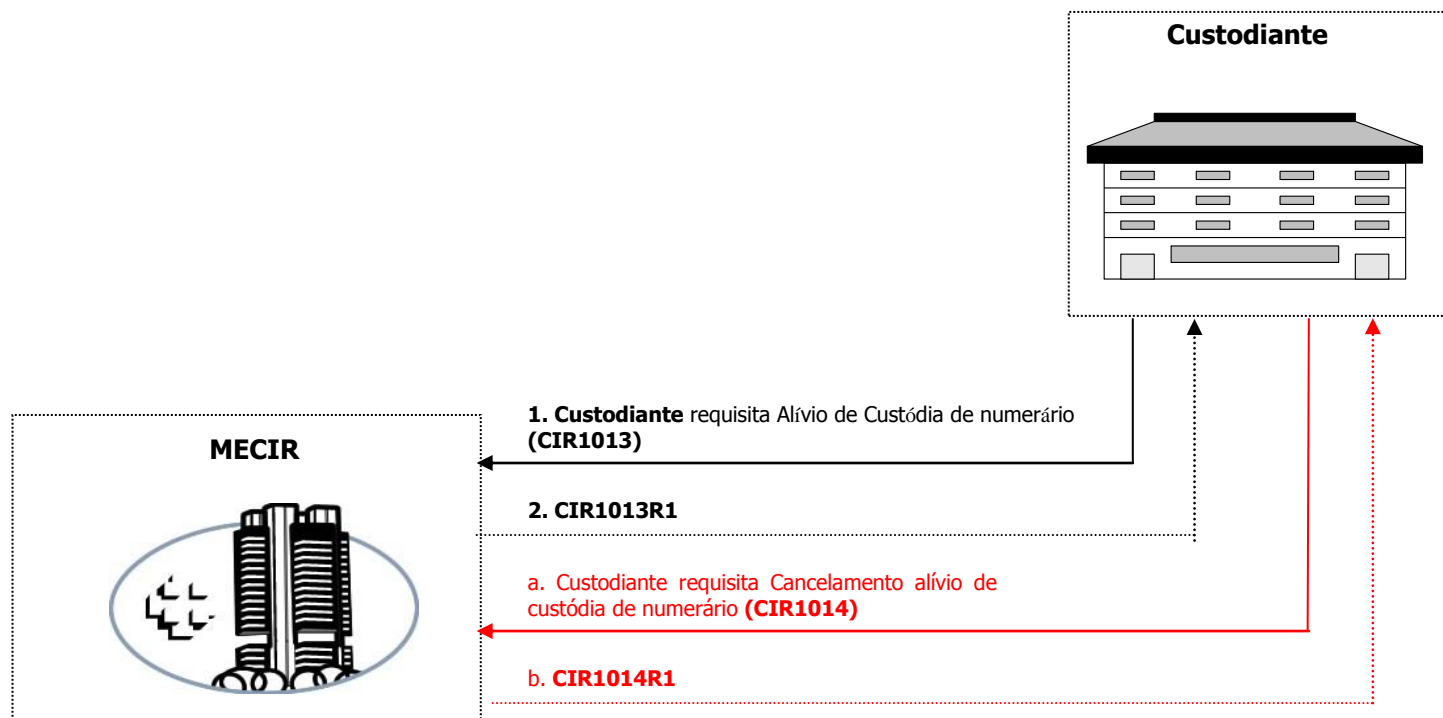 Custodiante
1. Custodiante requisita Alívio de Custódia de numerário
(CIR1013)
MECIR
2. CIR1013R1
a. Custodiante requisita Cancelamento alívio de
custódia de numerário (CIR1014)
b. CIR1014R1